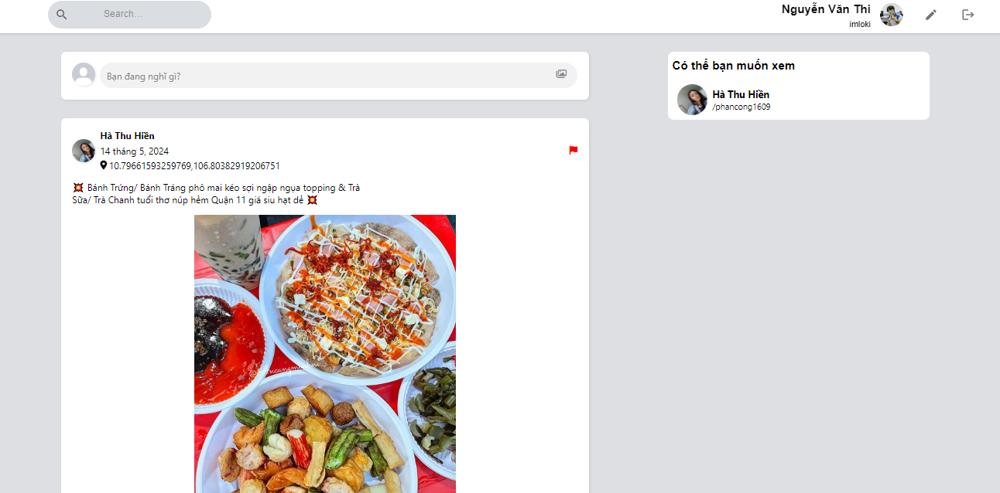 Search...
Nguyễn Văn Thi
imloki
Bạn đang nghĩ gì?
Có thể bạn muốn xem
Hà Thu Hiền
/phancong1609
Hà Thu Hiền
14 tháng 5, 2024
10.79661593259769,106.80382919206751
💥 Bánh Trứng/ Bánh Tráng phô mai kéo sợi ngập ngụa topping & Trà
Sữa/ Trà Chanh tuổi thơ núp hẻm Quận 11 giá siu hạt dẻ 💥